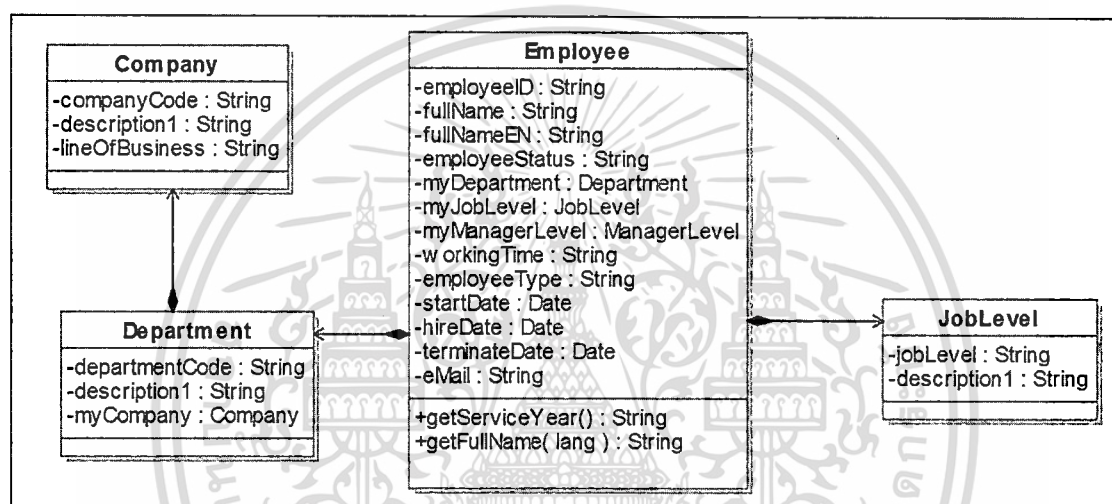 Company
-companyCode : String
-description1 : String
-lineOfBusiness : String
Employee
-employeeID : String
-fullName : String
-fullNameEN : String
-employeeStatus : String
-myDepartment : Department
-myJobLevel : JobLevel
-myManagerLevel : ManagerLevel
-workingTime : String
-employeeType : String
-startDate : Date
-hireDate : Date
-terminateDate : Date
-eMail : String
+getServiceYear() : String
+getFullName( lang ) : String
Department
-departmentCode : String
-description1 : String
-myCompany : Company
JobLevel
-jobLevel : String
-description1 : String